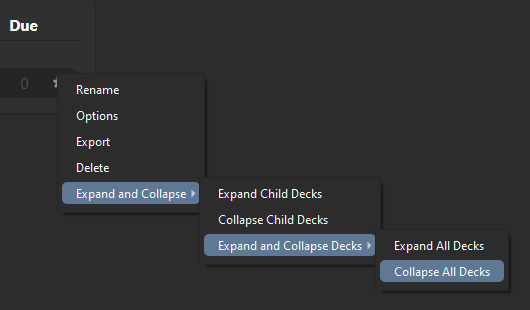 Due
0
Rename
Options
Export
Delete
Expand and Collapse
Expand Child Decks
Collapse Child Decks
Expand and Collapse Decks
Expand All Decks
Collapse All Decks